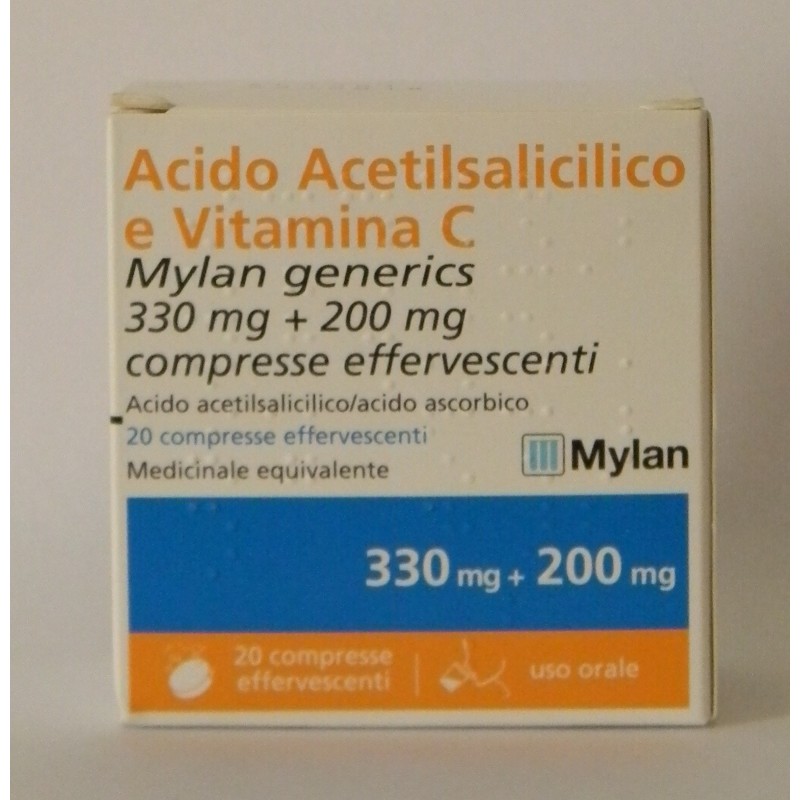 Acido Acetilsalicilico
e Vitamina C
Mylan generics
330 mg + 200 mg
compresse effervescenti
Acido acetilsalicilico/acido ascorbico
20 compresse effervescenti
Medicinale equivalente
Mylan
330 mg + 200 mg
20 compresse
effervescenti
uso orale